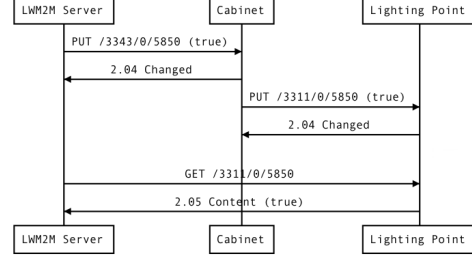 LWM2M Server Cabinet Lighting Point
PUT /3343/0/5850 (true)
2.04 Changed
PUT /3311/0/5850 (true)
2.04 Changed
GET /3311/0/5850
2.05 Content (true)
LWM2M Server Cabinet Lighting Point